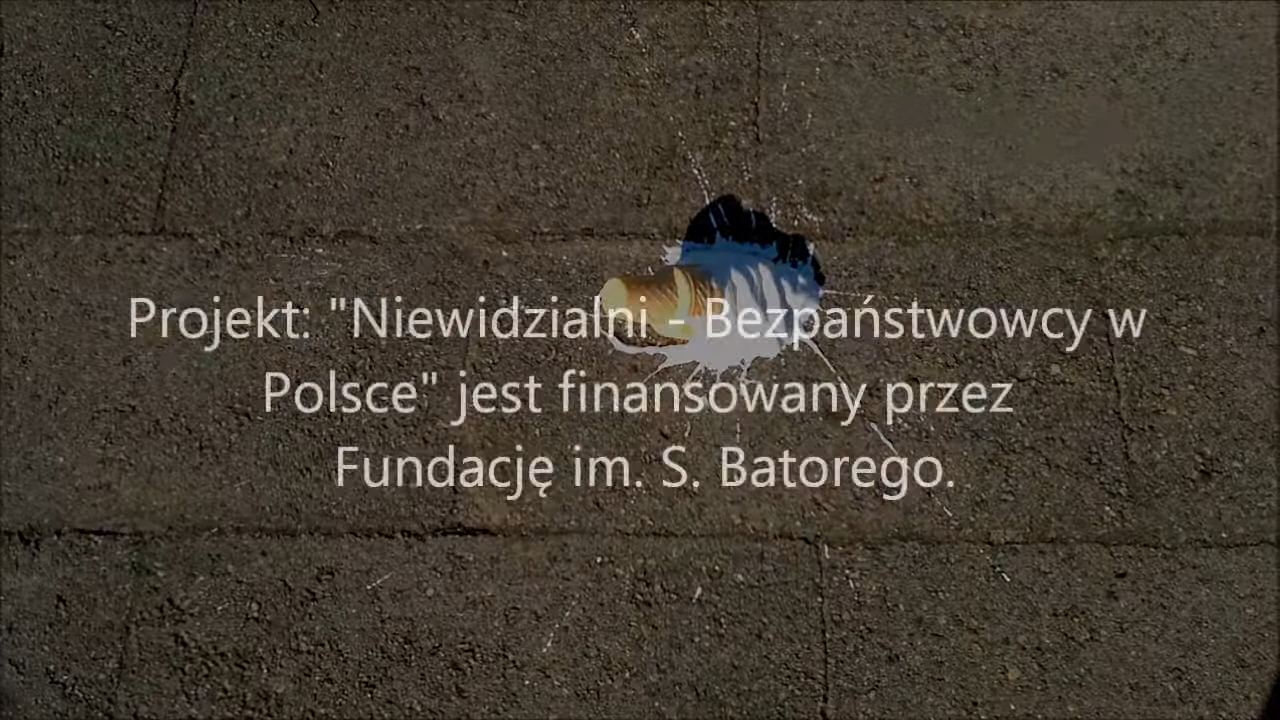 Projekt: "Niewidzialni - Bezpaństwowcy w
Polsce" jest finansowany przez
Fundację im. S. Batorego.